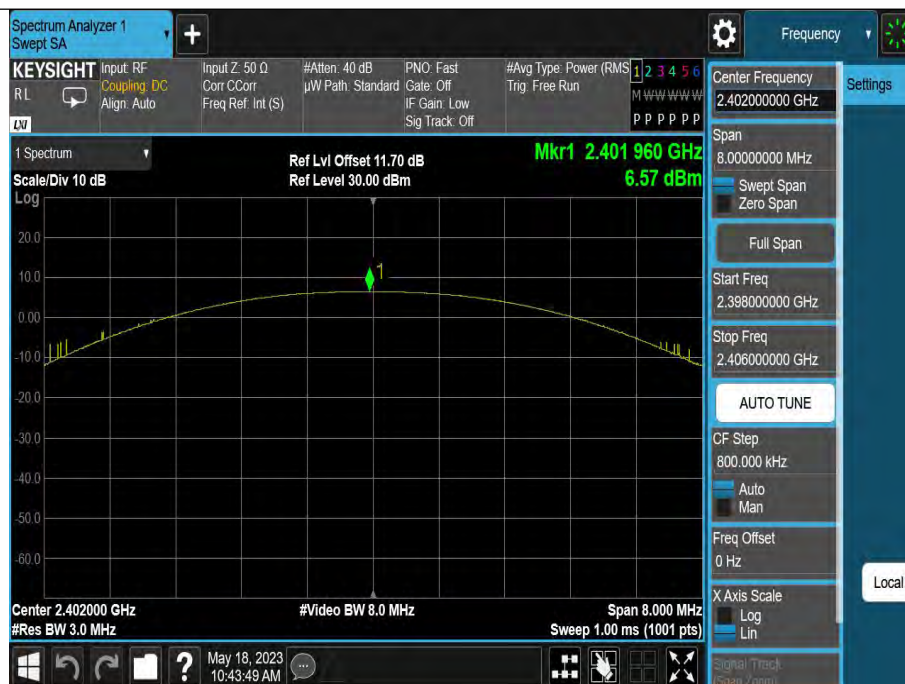 Spectrum Analyzer 1
Swept SA
+
Frequency
KEYSIGHT
RL
LXI
Input: RF
Coupling: DC
Align: Auto
Input Z: 50 Ω
Corr CCorr
Freq Ref: Int (S)
#Atten: 40 dB
µW Path: Standard
PNO: Fast
Gate: Off
IF Gain: Low
Sig Track: Off
#Avg Type: Power (RMS
Trig: Free Run
1 2 3 4 5 6
M W W W W W
P P P P P P
Center Frequency
2.402000000 GHz
Settings
Span
8.00000000 MHz
Swept Span
Zero Span
Full Span
Start Freq
2.398000000 GHz
Stop Freq
2.406000000 GHz
AUTO TUNE
CF Step
800.000 kHz
Auto
Man
Freq Offset
0 Hz
X Axis Scale
Log
Lin
Signal Track
(Span Zoom)
Local
1 Spectrum
Scale/Div 10 dB
Log
Ref Lvl Offset 11.70 dB
Ref Level 30.00 dBm
Mkr1 2.401 960 GHz
6.57 dBm
1
20.0
10.0
0.00
-10.0
-20.0
-30.0
-40.0
-50.0
-60.0
Center 2.402000 GHz
#Res BW 3.0 MHz
#Video BW 8.0 MHz
Span 8.000 MHz
Sweep 1.00 ms (1001 pts)
?
May 18, 2023
10:43:49 AM